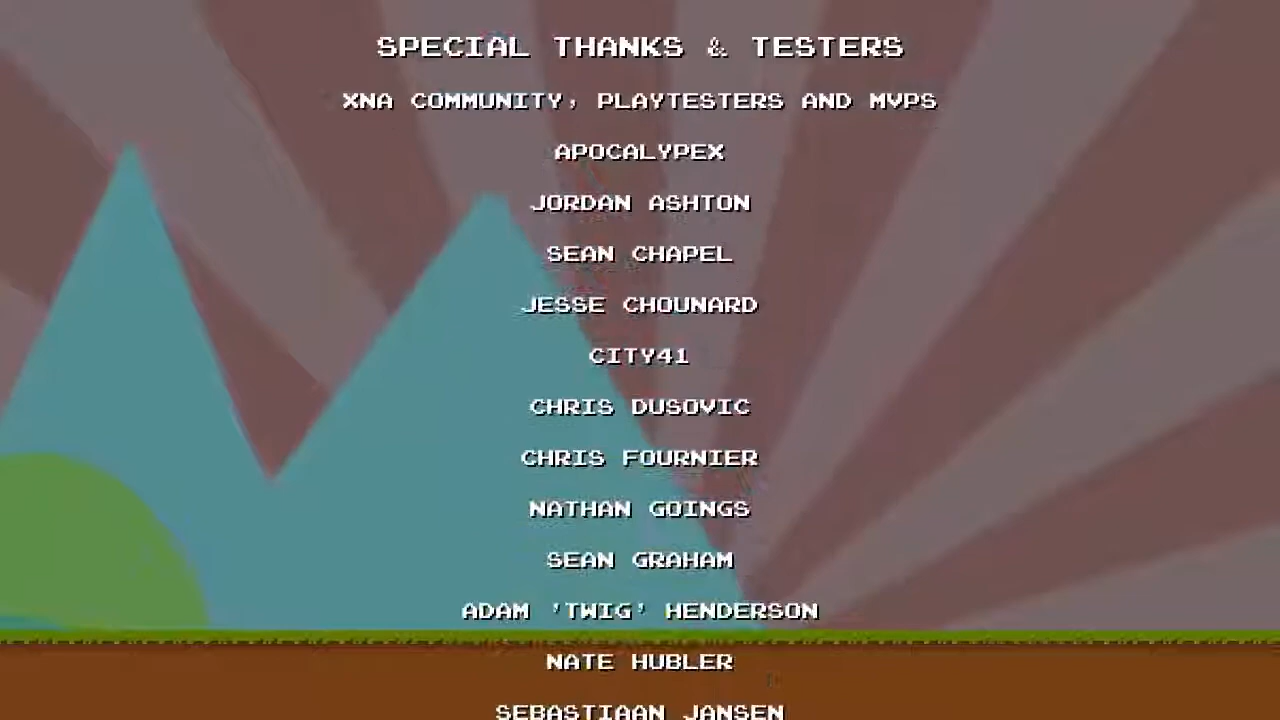 SPECIAL THANKS & TESTERS
XNA COMMUNITY, PLAYTESTERS AND MVPS
APOCALYPEX
JORDAN ASHTON
SEAN CHAPEL
JESSE CHOUNARD
CITY41
CHRIS DUSOVIC
CHRIS FOURNIER
NATHAN GOINGS
SEAN GRAHAM
ADAM 'TWIG' HENDERSON
NATE HUBLER
SEBASTIAAN JANSEN